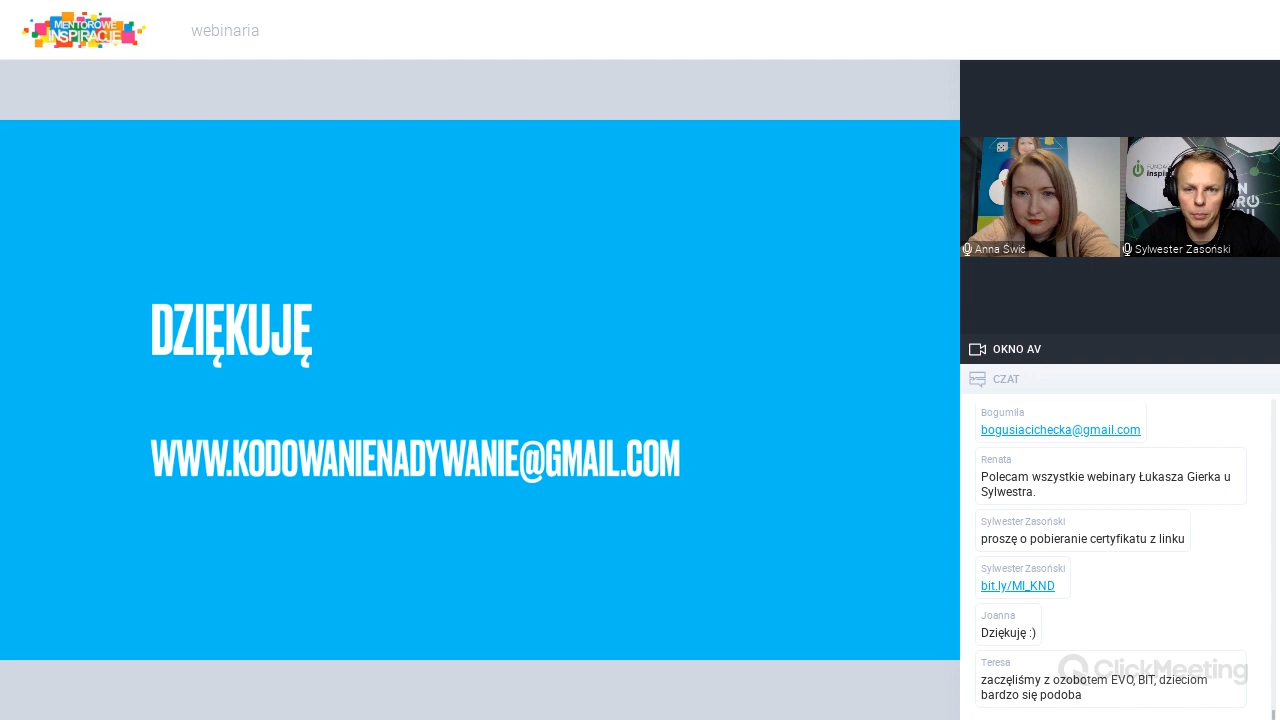 MENTOROWE
INSPIRACJE
webinaria
DZIĘKUJĘ
WWW.KODOWANIENADYWANIE@GMAIL.COM
Anna Świć
Sylwester Zasoński
OKNO AV
CZAT
Bogumiła
bogusiacichecka@gmail.com
Renata
Polecam wszystkie webinary Łukasza Gierka u
Sylwestra.
Sylwester Zasoński
proszę o pobieranie certyfikatu z linku
Sylwester Zasoński
bit.ly/MI_KND
Joanna
Dziękuję :)
Teresa
zaczęliśmy z ozobotem EVO, BIT, dzieciom
bardzo się podoba
ClickMeeting